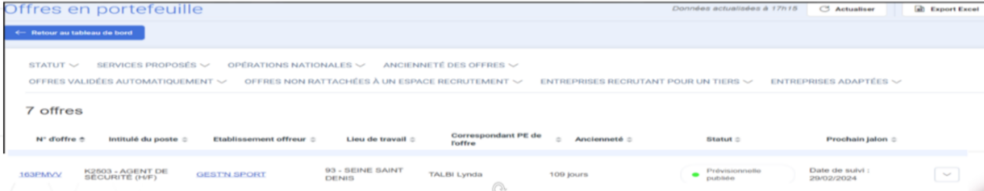 Offres en portefeuille
Données actualisées à 17h15 Actualiser Export Excel
← Retour au tableau de bord
STATUT SERVICES PROPOSÉS OPÉRATIONS NATIONALES ANCIENNETÉ DES OFFRES
OFFRES VALIDÉES AUTOMATIQUEMENT OFFRES NON RATTACHÉES À UN ESPACE RECRUTEMENT ENTREPRISES RECRUTANT POUR UN TIERS ENTREPRISES ADAPTÉES
7 offres
N° d'offre Intitulé du poste Etablissement offreur Lieu de travail Correspondant PE de l'offre Ancienneté Statut Prochain jalon
163PMVV K2503 - AGENT DE SÉCURITÉ (H/F) GEST'N SPORT 93 - SEINE SAINT DENIS TALBI Lynda 109 jours Prévisionnelle publiée Date de suivi : 29/02/2024